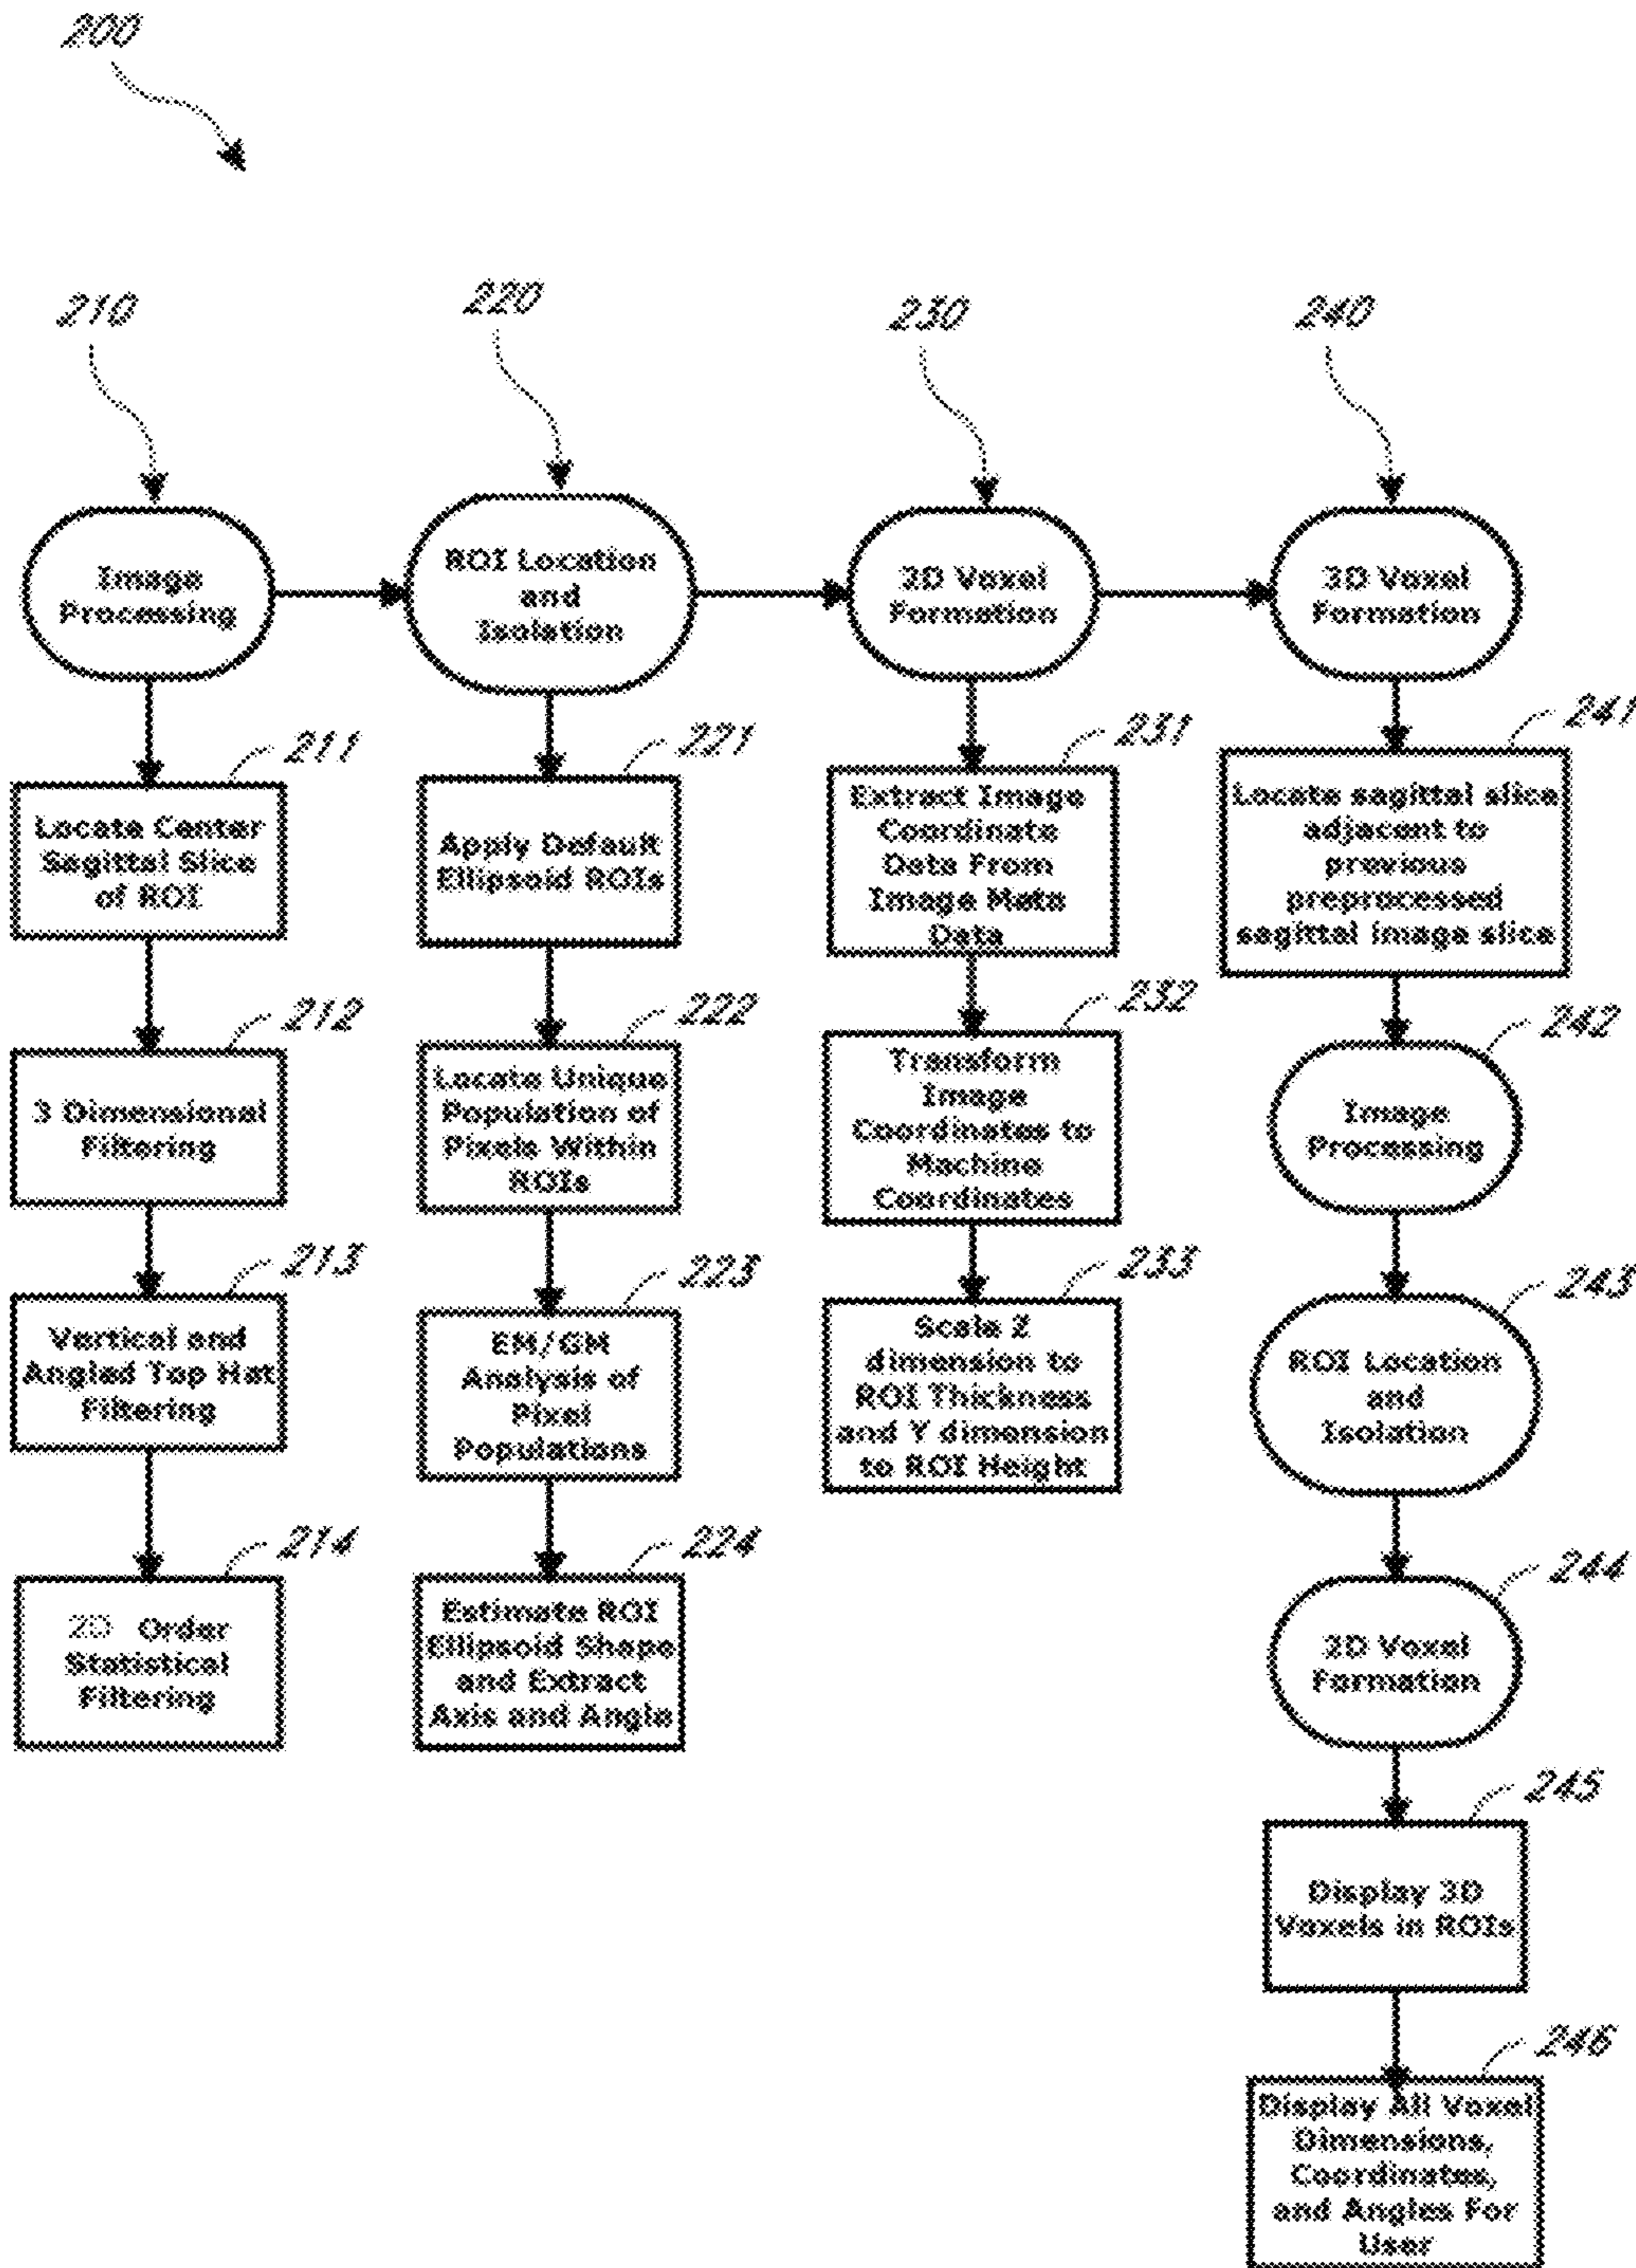 200
210
220
230
240
Image
Processing
ROI Location
and
Isolation
2D Voxel
Formation
3D Voxel
Formation
211
Locate Center
Sagittal Slice
of ROI
212
3 Dimensional
Filtering
213
Vertical and
Angled Top Hat
Filtering
214
2D Order
Statistical
Filtering
221
Apply Default
Ellipsoid ROIs
222
Locate Unique
Population of
Pixels Within
ROIs
223
EM/GM
Analysis of
Pixel
Populations
224
Estimate ROI
Ellipsoid Shape
and Extract
Axis and Angle
231
Extract Image
Coordinate
Data From
Image Meta
Data
232
Transform
Image
Coordinates to
Machine
Coordinates
233
Scale Z
dimension to
ROI Thickness
and Y dimension
to ROI Height
241
Locate sagittal slice
adjacent to
previous
preprocessed
sagittal image slice
242
Image
Processing
243
ROI Location
and
Isolation
244
2D Voxel
Formation
245
Display 3D
Voxels in ROIs
246
Display All Voxel
Dimensions,
Coordinates,
and Angles For
User